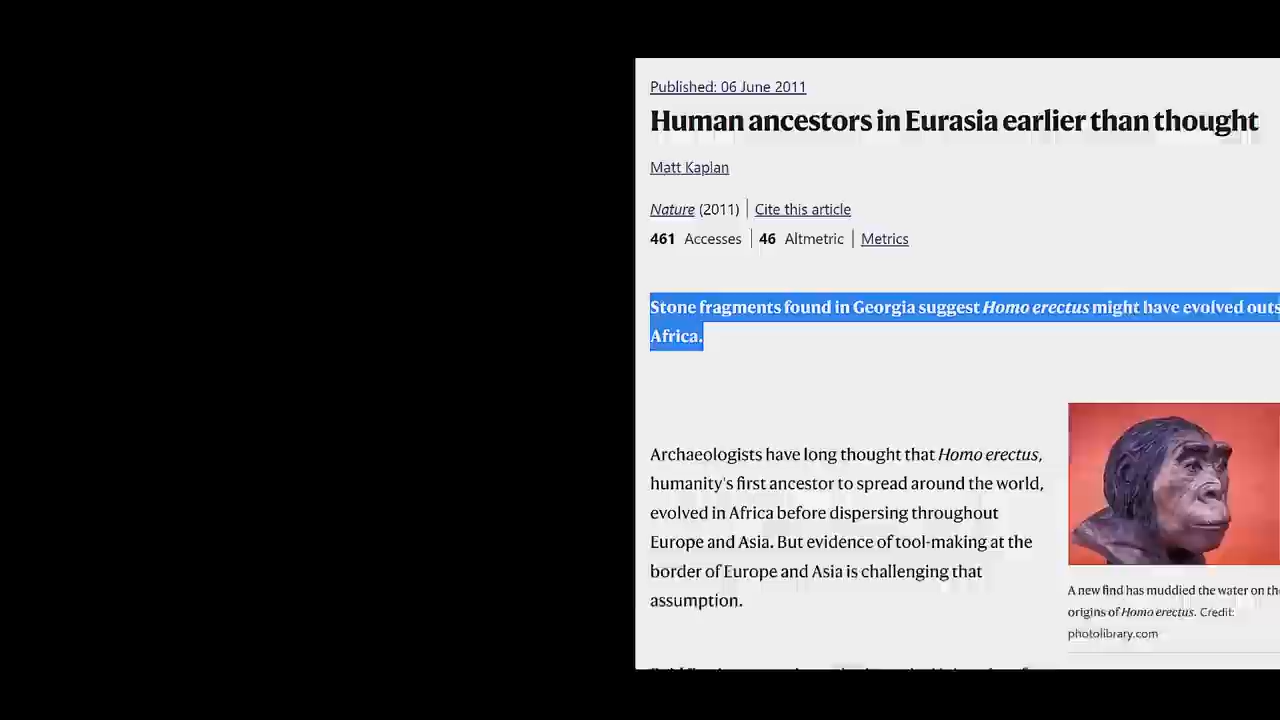 Published: 06 June 2011
Human ancestors in Eurasia earlier than thought
Matt Kaplan
Nature (2011) | Cite this article
461 Accesses | 46 Altmetric | Metrics
Stone fragments found in Georgia suggest Homo erectus might have evolved
Africa.
Archaeologists have long thought that Homo erectus,
humanity's first ancestor to spread around the world,
evolved in Africa before dispersing throughout
Europe and Asia. But evidence of tool-making at the
border of Europe and Asia is challenging that
assumption.
A new find has muddied the water on the
origins of Homo erectus. Credit:
photolibrary.com